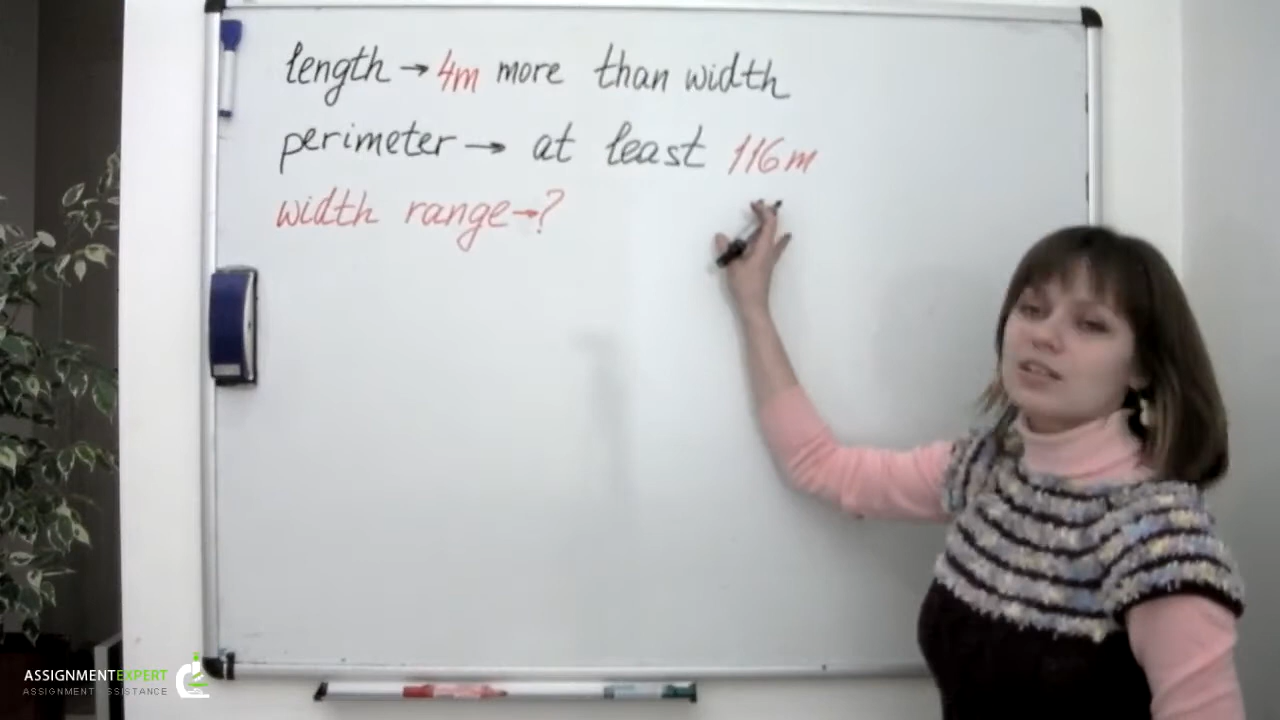 length → 4m more than width
perimeter → at least 116m
width range → ?
ASSIGNMENTEXPERT
ASSIGNMENT ASSISTANCE